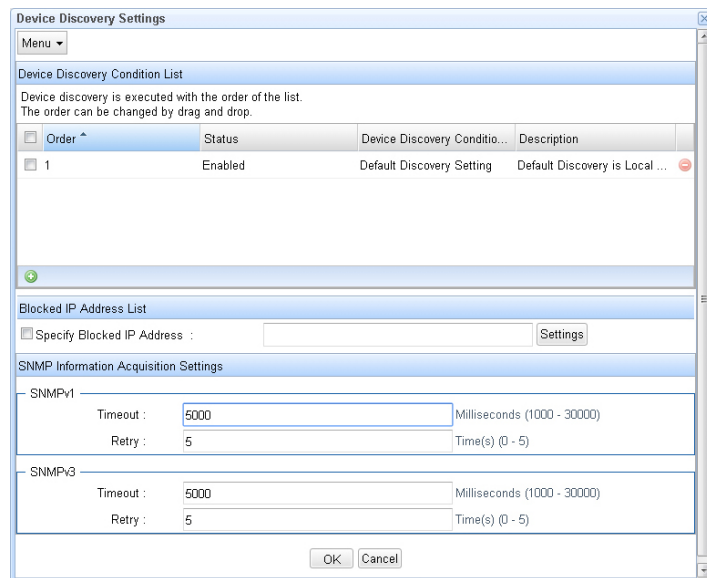 Device Discovery Settings
Menu
Device Discovery Condition List
Device discovery is executed with the order of the list.
The order can be changed by drag and drop.
Order Status Device Discovery Conditio... Description
1 Enabled Default Discovery Setting Default Discovery is Local ...
Blocked IP Address List
Specify Blocked IP Address : Settings
SNMP Information Acquisition Settings
SNMPv1
Timeout : 5000 Milliseconds (1000 - 30000)
Retry : 5 Time(s) (0 - 5)
SNMPv3
Timeout : 5000 Milliseconds (1000 - 30000)
Retry : 5 Time(s) (0 - 5)
OK Cancel